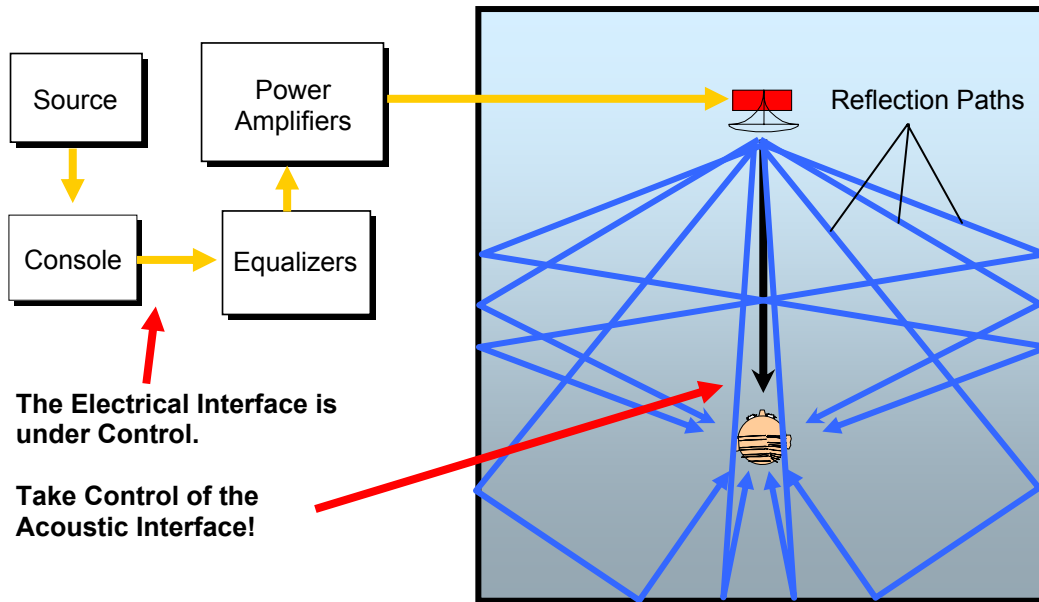 Source
Power
Amplifiers
Reflection Paths
Console
Equalizers
The Electrical Interface is
under Control.
Take Control of the
Acoustic Interface!